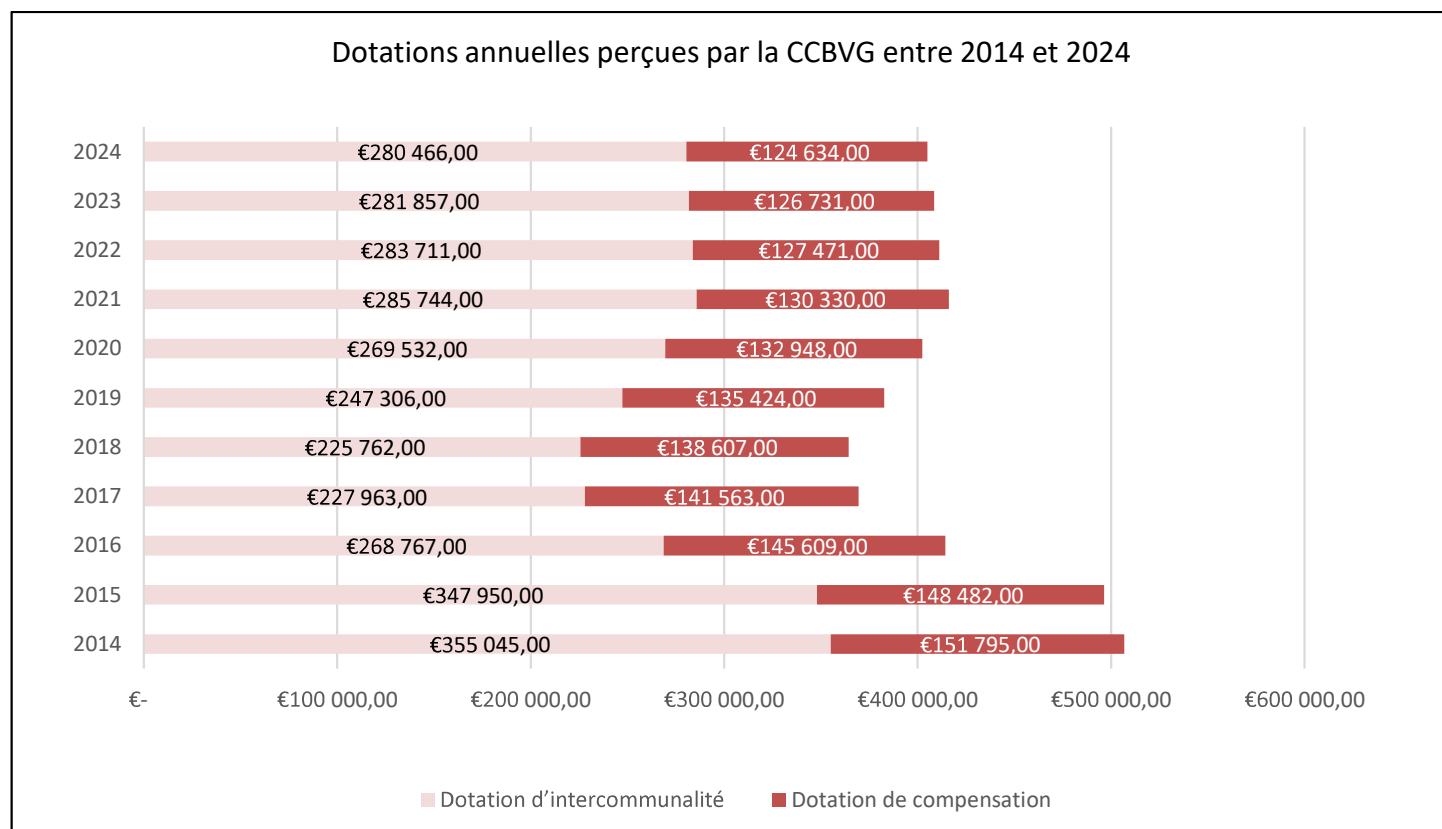 Dotations annuelles perçues par la CCBVG entre 2014 et 2024
2024 €280 466,00 €124 634,00
2023 €281 857,00 €126 731,00
2022 €283 711,00 €127 471,00
2021 €285 744,00 €130 330,00
2020 €269 532,00 €132 948,00
2019 €247 306,00 €135 424,00
2018 €225 762,00 €138 607,00
2017 €227 963,00 €141 563,00
2016 €268 767,00 €145 609,00
2015 €347 950,00 €148 482,00
2014 €355 045,00 €151 795,00
€- €100 000,00 €200 000,00 €300 000,00 €400 000,00 €500 000,00 €600 000,00
Dotation d’intercommunalité Dotation de compensation